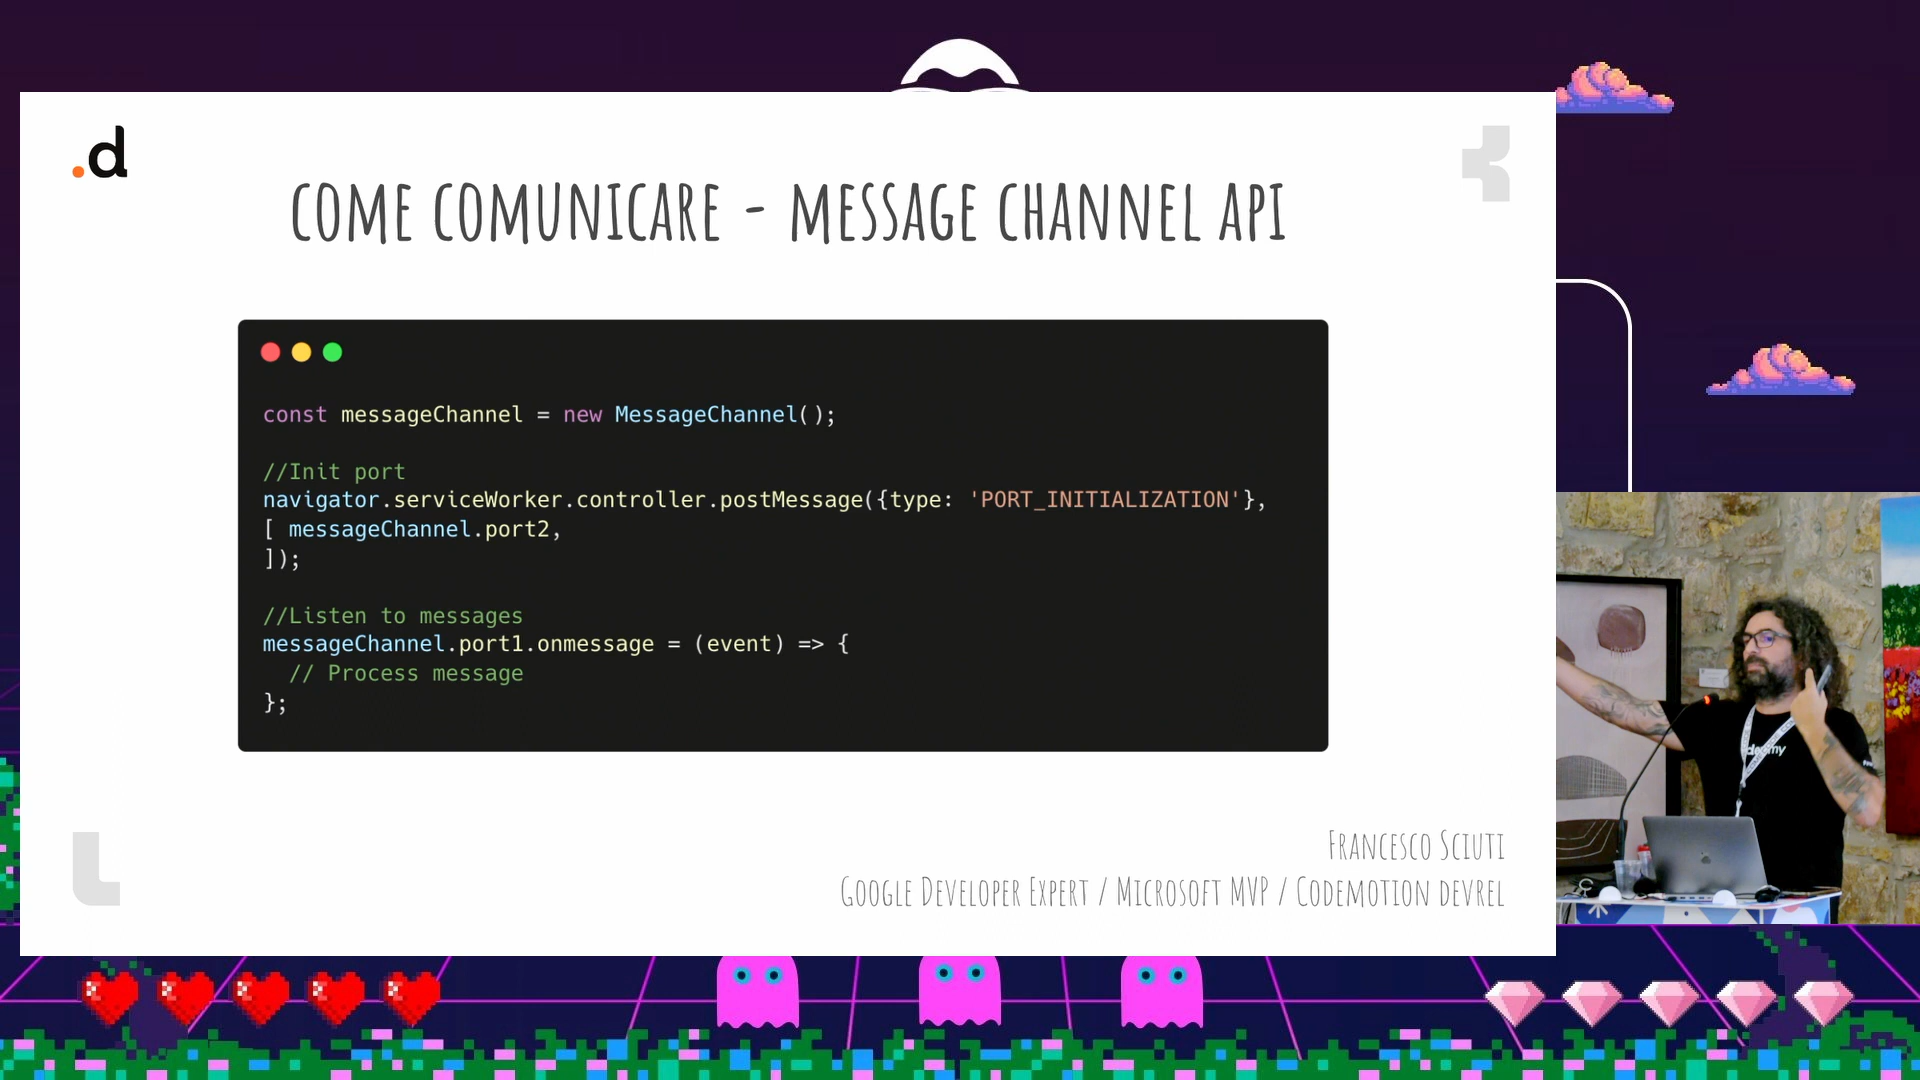 .d
COME COMUNICARE - MESSAGE CHANNEL API
const messageChannel = new MessageChannel();
//Init port
navigator.serviceWorker.controller.postMessage({type: 'PORT_INITIALIZATION'},
[ messageChannel.port2,
]);
//Listen to messages
messageChannel.port1.onmessage = (event) => {
  // Process message
};
FRANCESCO SCIUTI
GOOGLE DEVELOPER EXPERT / MICROSOFT MVP / CODEMOTION DEVREL